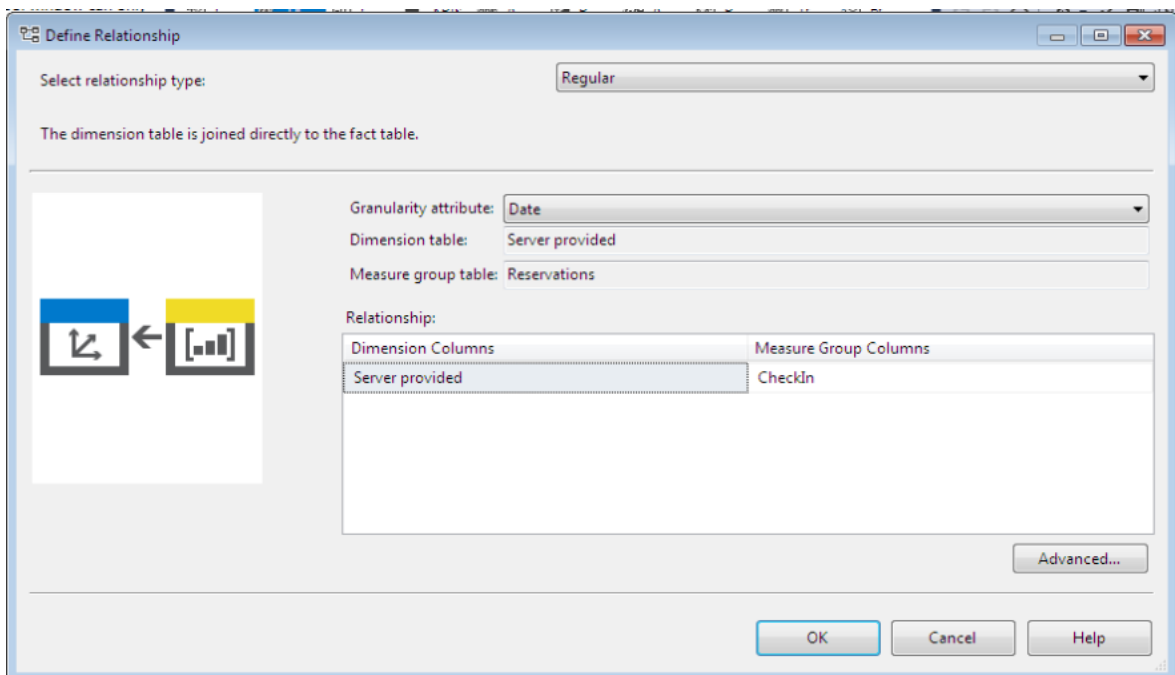 Define Relationship
Select relationship type: Regular
The dimension table is joined directly to the fact table.
Granularity attribute: Date
Dimension table: Server provided
Measure group table: Reservations
Relationship:
Dimension Columns Measure Group Columns
Server provided CheckIn
Advanced...
OK Cancel Help